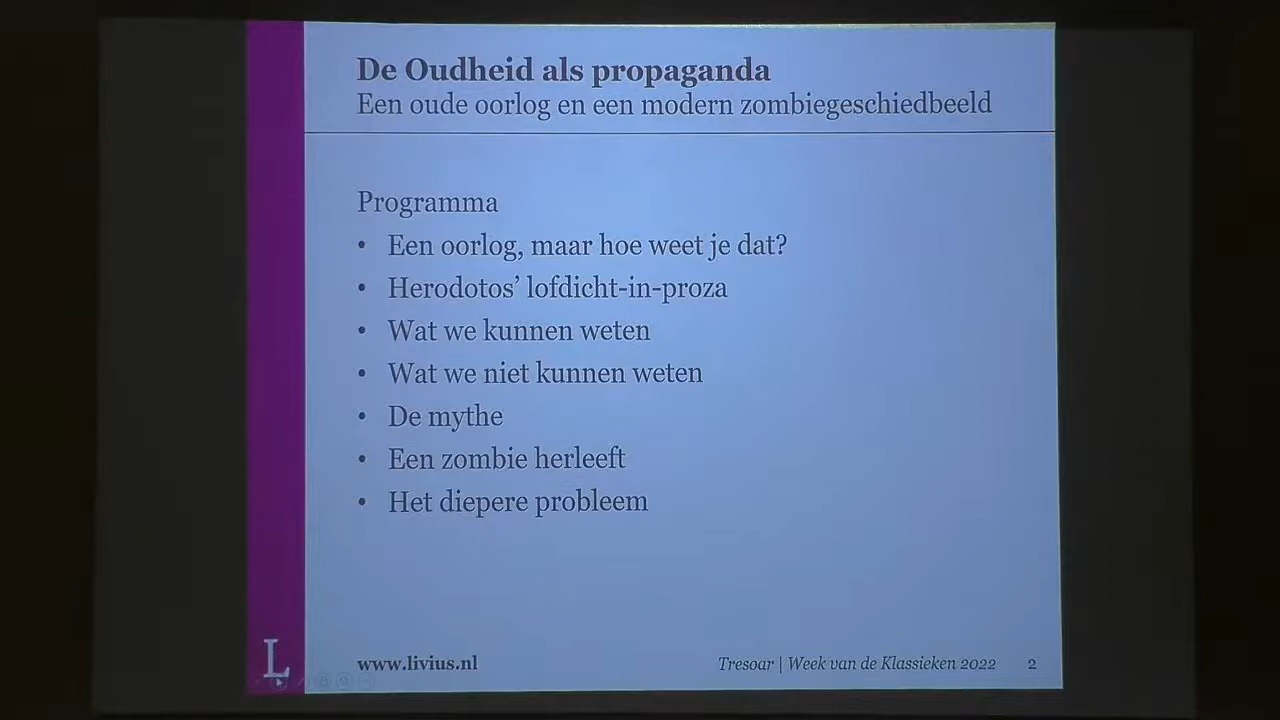 De Oudheid als propaganda
Een oude oorlog en een modern zombiegeschiedbeeld
Programma
• Een oorlog, maar hoe weet je dat?
• Herodotos’ lofdicht-in-proza
• Wat we kunnen weten
• Wat we niet kunnen weten
• De mythe
• Een zombie herleeft
• Het diepere probleem
L
www.livius.nl
Tresoar | Week van de Klassieken 2022 2